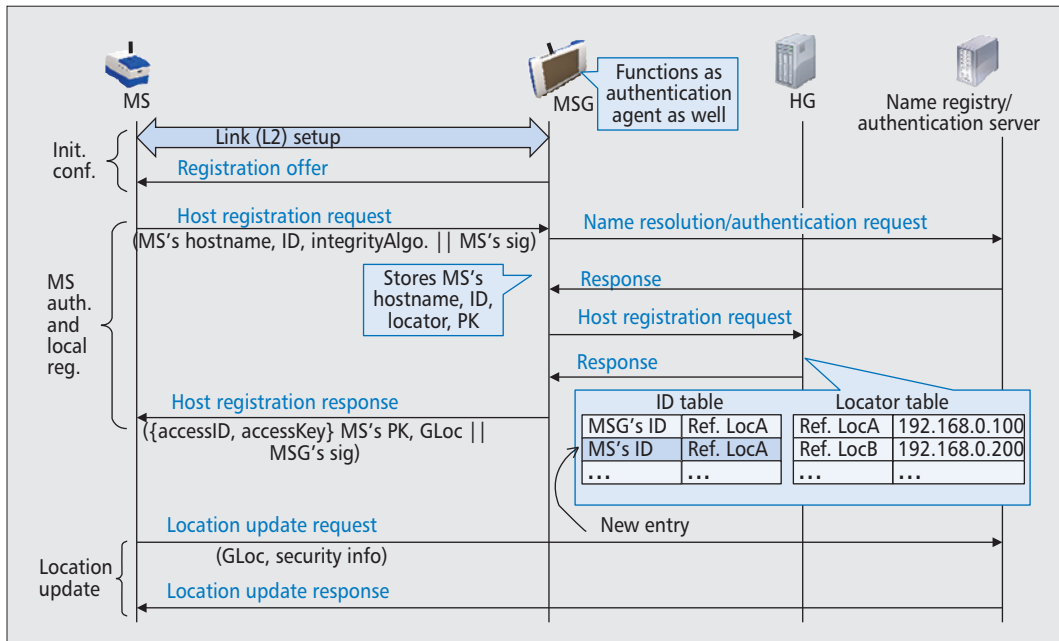 MS
MSG
Functions as
authentication
agent as well
HG
Name registry/
authentication server
Init.
conf.
Link (L2) setup
Registration offer
MS
auth.
and
local
reg.
Host registration request
(MS's hostname, ID, integrityAlgo. || MS's sig)
Name resolution/authentication request
Stores MS's
hostname, ID,
locator, PK
Response
Host registration request
Response
Host registration response
({accessID, accessKey} MS's PK, GLoc ||
MSG's sig)
ID table
MSG's ID Ref. LocA
MS's ID Ref. LocA
... ...
Locator table
Ref. LocA 192.168.0.100
Ref. LocB 192.168.0.200
... ...
New entry
Location
update
Location update request
(GLoc, security info)
Location update response